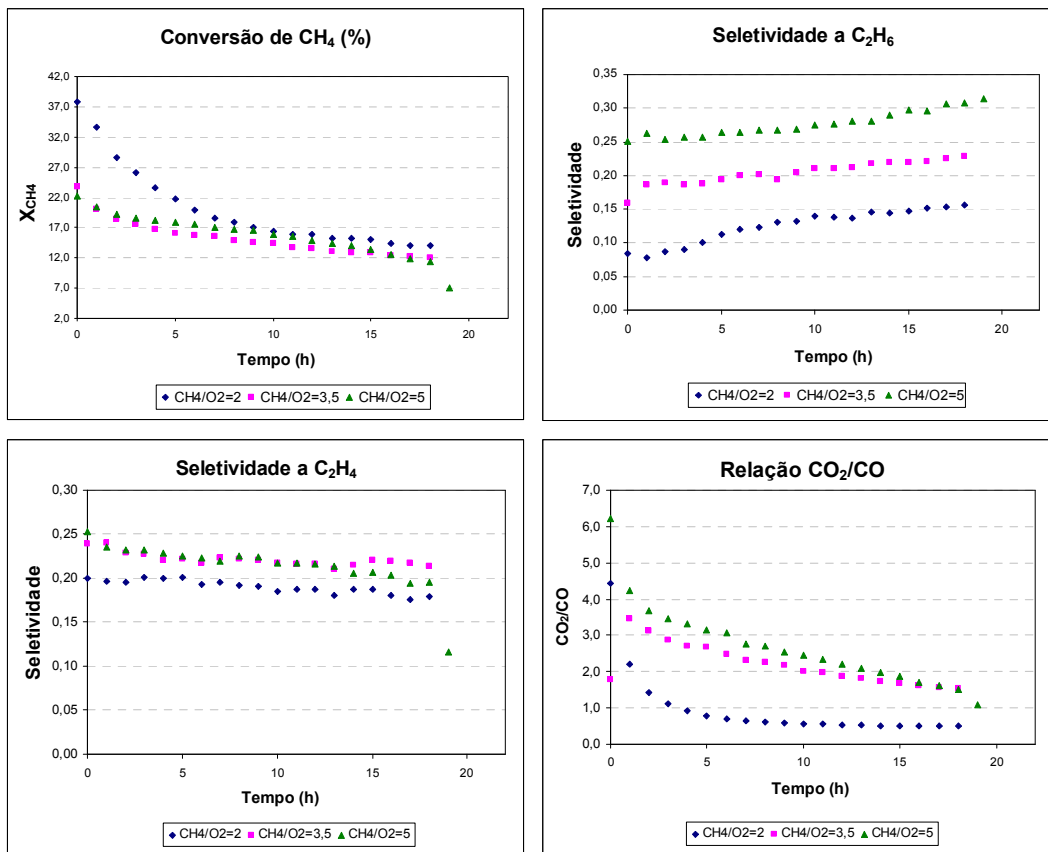 Conversão de CH₄ (%)
X_CH4
42,0
37,0
32,0
27,0
22,0
17,0
12,0
7,0
2,0
0 5 10 15 20
Tempo (h)
CH4/O2=2 CH4/O2=3,5 CH4/O2=5
Seletividade a C₂H₆
Seletividade
0,35
0,30
0,25
0,20
0,15
0,10
0,05
0,00
0 5 10 15 20
Tempo (h)
CH4/O2=2 CH4/O2=3,5 CH4/O2=5
Seletividade a C₂H₄
Seletividade
0,30
0,25
0,20
0,15
0,10
0,05
0,00
0 5 10 15 20
Tempo (h)
CH4/O2=2 CH4/O2=3,5 CH4/O2=5
Relação CO₂/CO
CO₂/CO
7,0
6,0
5,0
4,0
3,0
2,0
1,0
0,0
0 5 10 15 20
Tempo (h)
CH4/O2=2 CH4/O2=3,5 CH4/O2=5